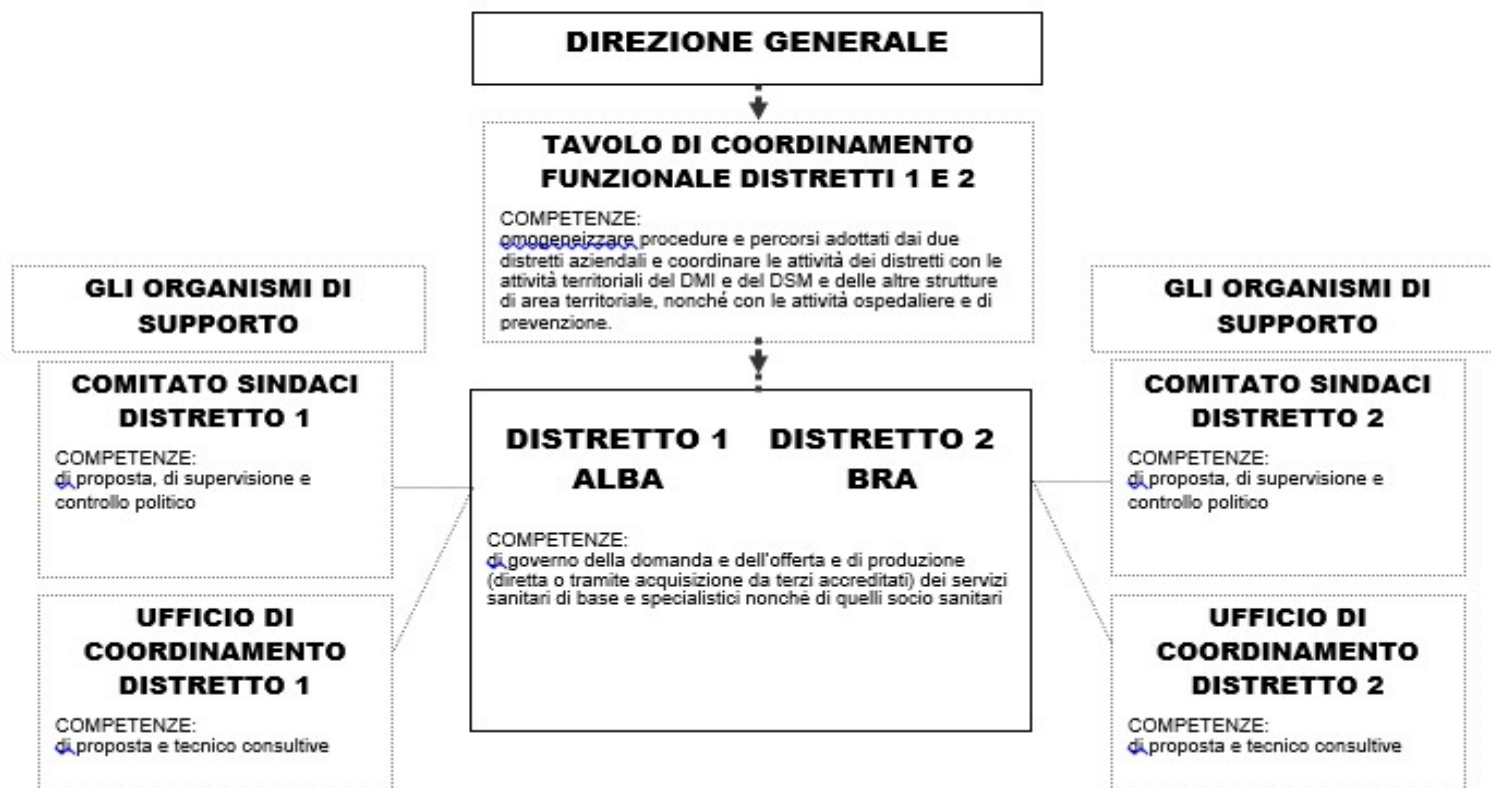 DIREZIONE GENERALE
TAVOLO DI COORDINAMENTO
FUNZIONALE DISTRETTI 1 E 2
COMPETENZE:
omogeneizzare procedure e percorsi adottati dai due
distretti aziendali e coordinare le attività dei distretti con le
attività territoriali del DMI e del DSM e delle altre strutture
di area territoriale, nonché con le attività ospedaliere e di
prevenzione.
GLI ORGANISMI DI
SUPPORTO
COMITATO SINDACI
DISTRETTO 1
COMPETENZE:
di proposta, di supervisione e
controllo politico
UFFICIO DI
COORDINAMENTO
DISTRETTO 1
COMPETENZE:
di proposta e tecnico consultive
DISTRETTO 1
ALBA
DISTRETTO 2
BRA
COMPETENZE:
di governo della domanda e dell'offerta e di produzione
(diretta o tramite acquisizione da terzi accreditati) dei servizi
sanitari di base e specialistici nonché di quelli socio sanitari
GLI ORGANISMI DI
SUPPORTO
COMITATO SINDACI
DISTRETTO 2
COMPETENZE:
di proposta, di supervisione e
controllo politico
UFFICIO DI
COORDINAMENTO
DISTRETTO 2
COMPETENZE:
di proposta e tecnico consultive